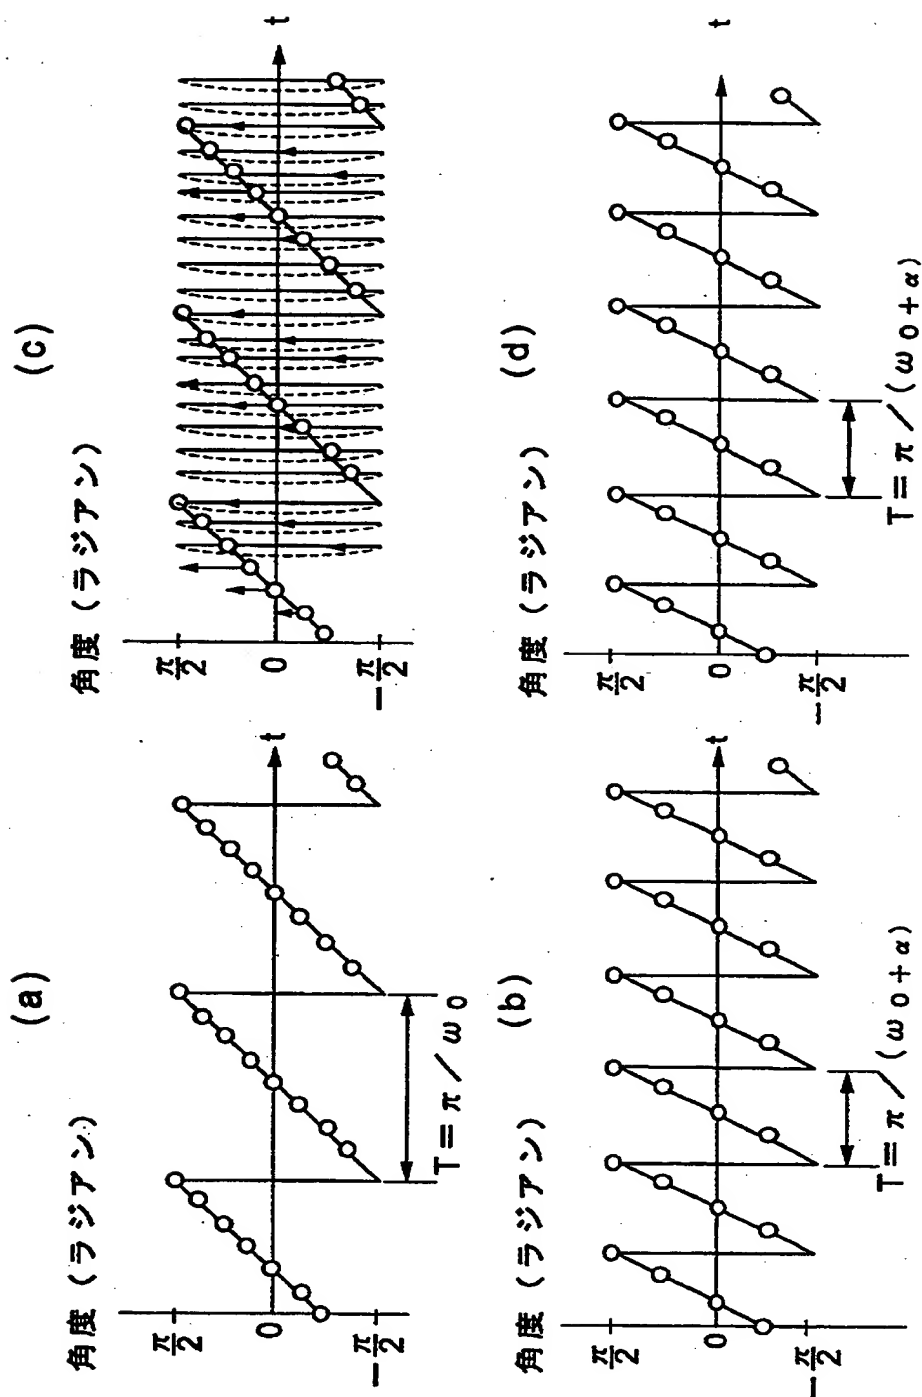 (a)
角度(ラジアン)
π/2
0
-π/2
t
T=π/ω0
(b)
角度(ラジアン)
π/2
0
-π/2
t
T=π/(ω0+α)
(c)
角度(ラジアン)
π/2
0
-π/2
t
(d)
角度(ラジアン)
π/2
0
-π/2
t
T=π/(ω0+α)